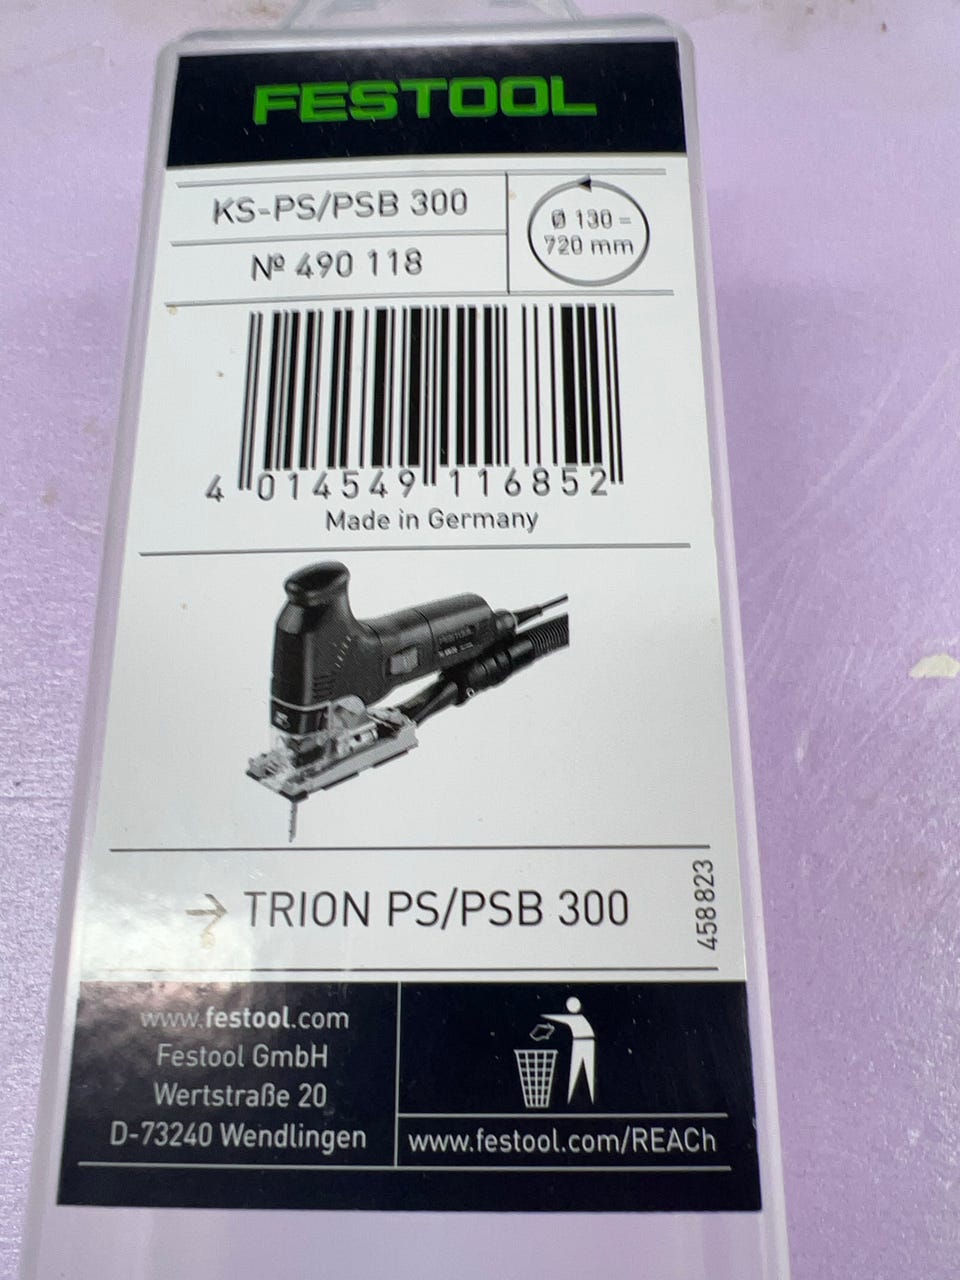 FESTOOL
KS-PS/PSB 300
Nº 490 118
Ø 130 -
720 mm
4 014549 116852
Made in Germany
FESTOOL
TRION PS/PSB 300
458 823
www.festool.com
Festool GmbH
Wertstraße 20
D-73240 Wendlingen
www.festool.com/REACh